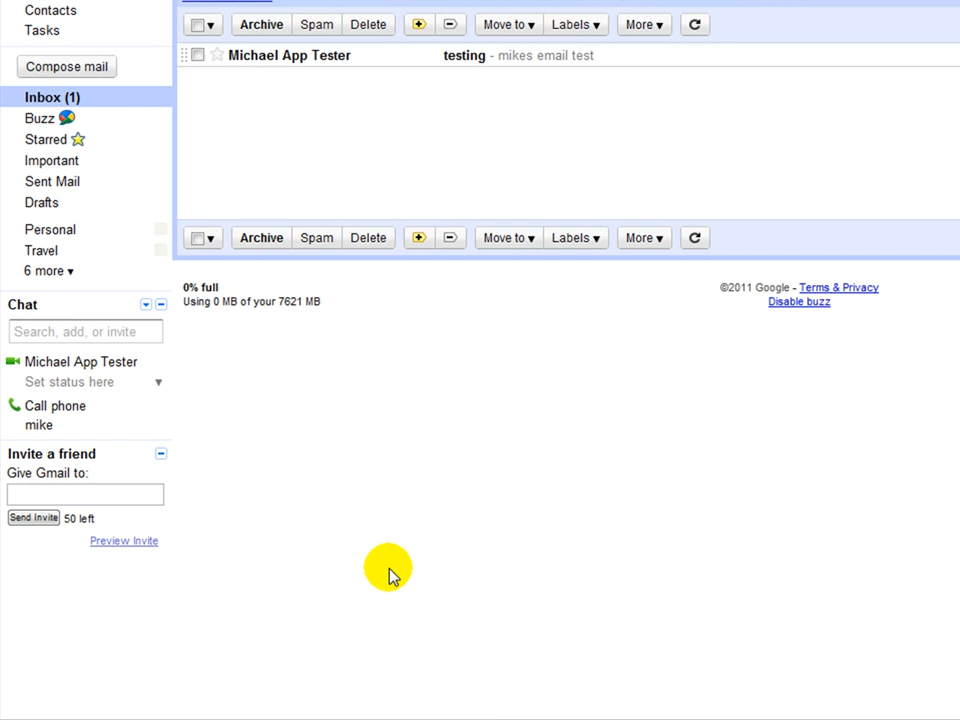 Contacts
Tasks
Compose mail
Inbox (1)
Buzz
Starred
Important
Sent Mail
Drafts
Personal
Travel
6 more ▾
Chat
Search, add, or invite
Michael App Tester
Set status here
Call phone
mike
Invite a friend
Give Gmail to:
Send Invite 50 left
Preview Invite
Archive Spam Delete Move to ▾ Labels ▾ More ▾
Michael App Tester testing - mikes email test
Archive Spam Delete Move to ▾ Labels ▾ More ▾
0% full
Using 0 MB of your 7621 MB
©2011 Google - Terms & Privacy
Disable buzz